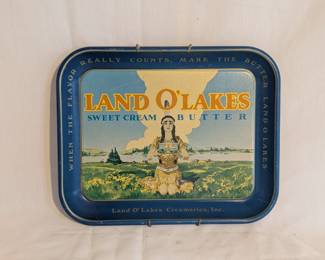 WHEN THE FLAVOR REALLY COUNTS, MAKE THE BUTTER LAND O'LAKES
LAND O'LAKES
SWEET CREAM BUTTER
Land O'Lakes Creameries, Inc.